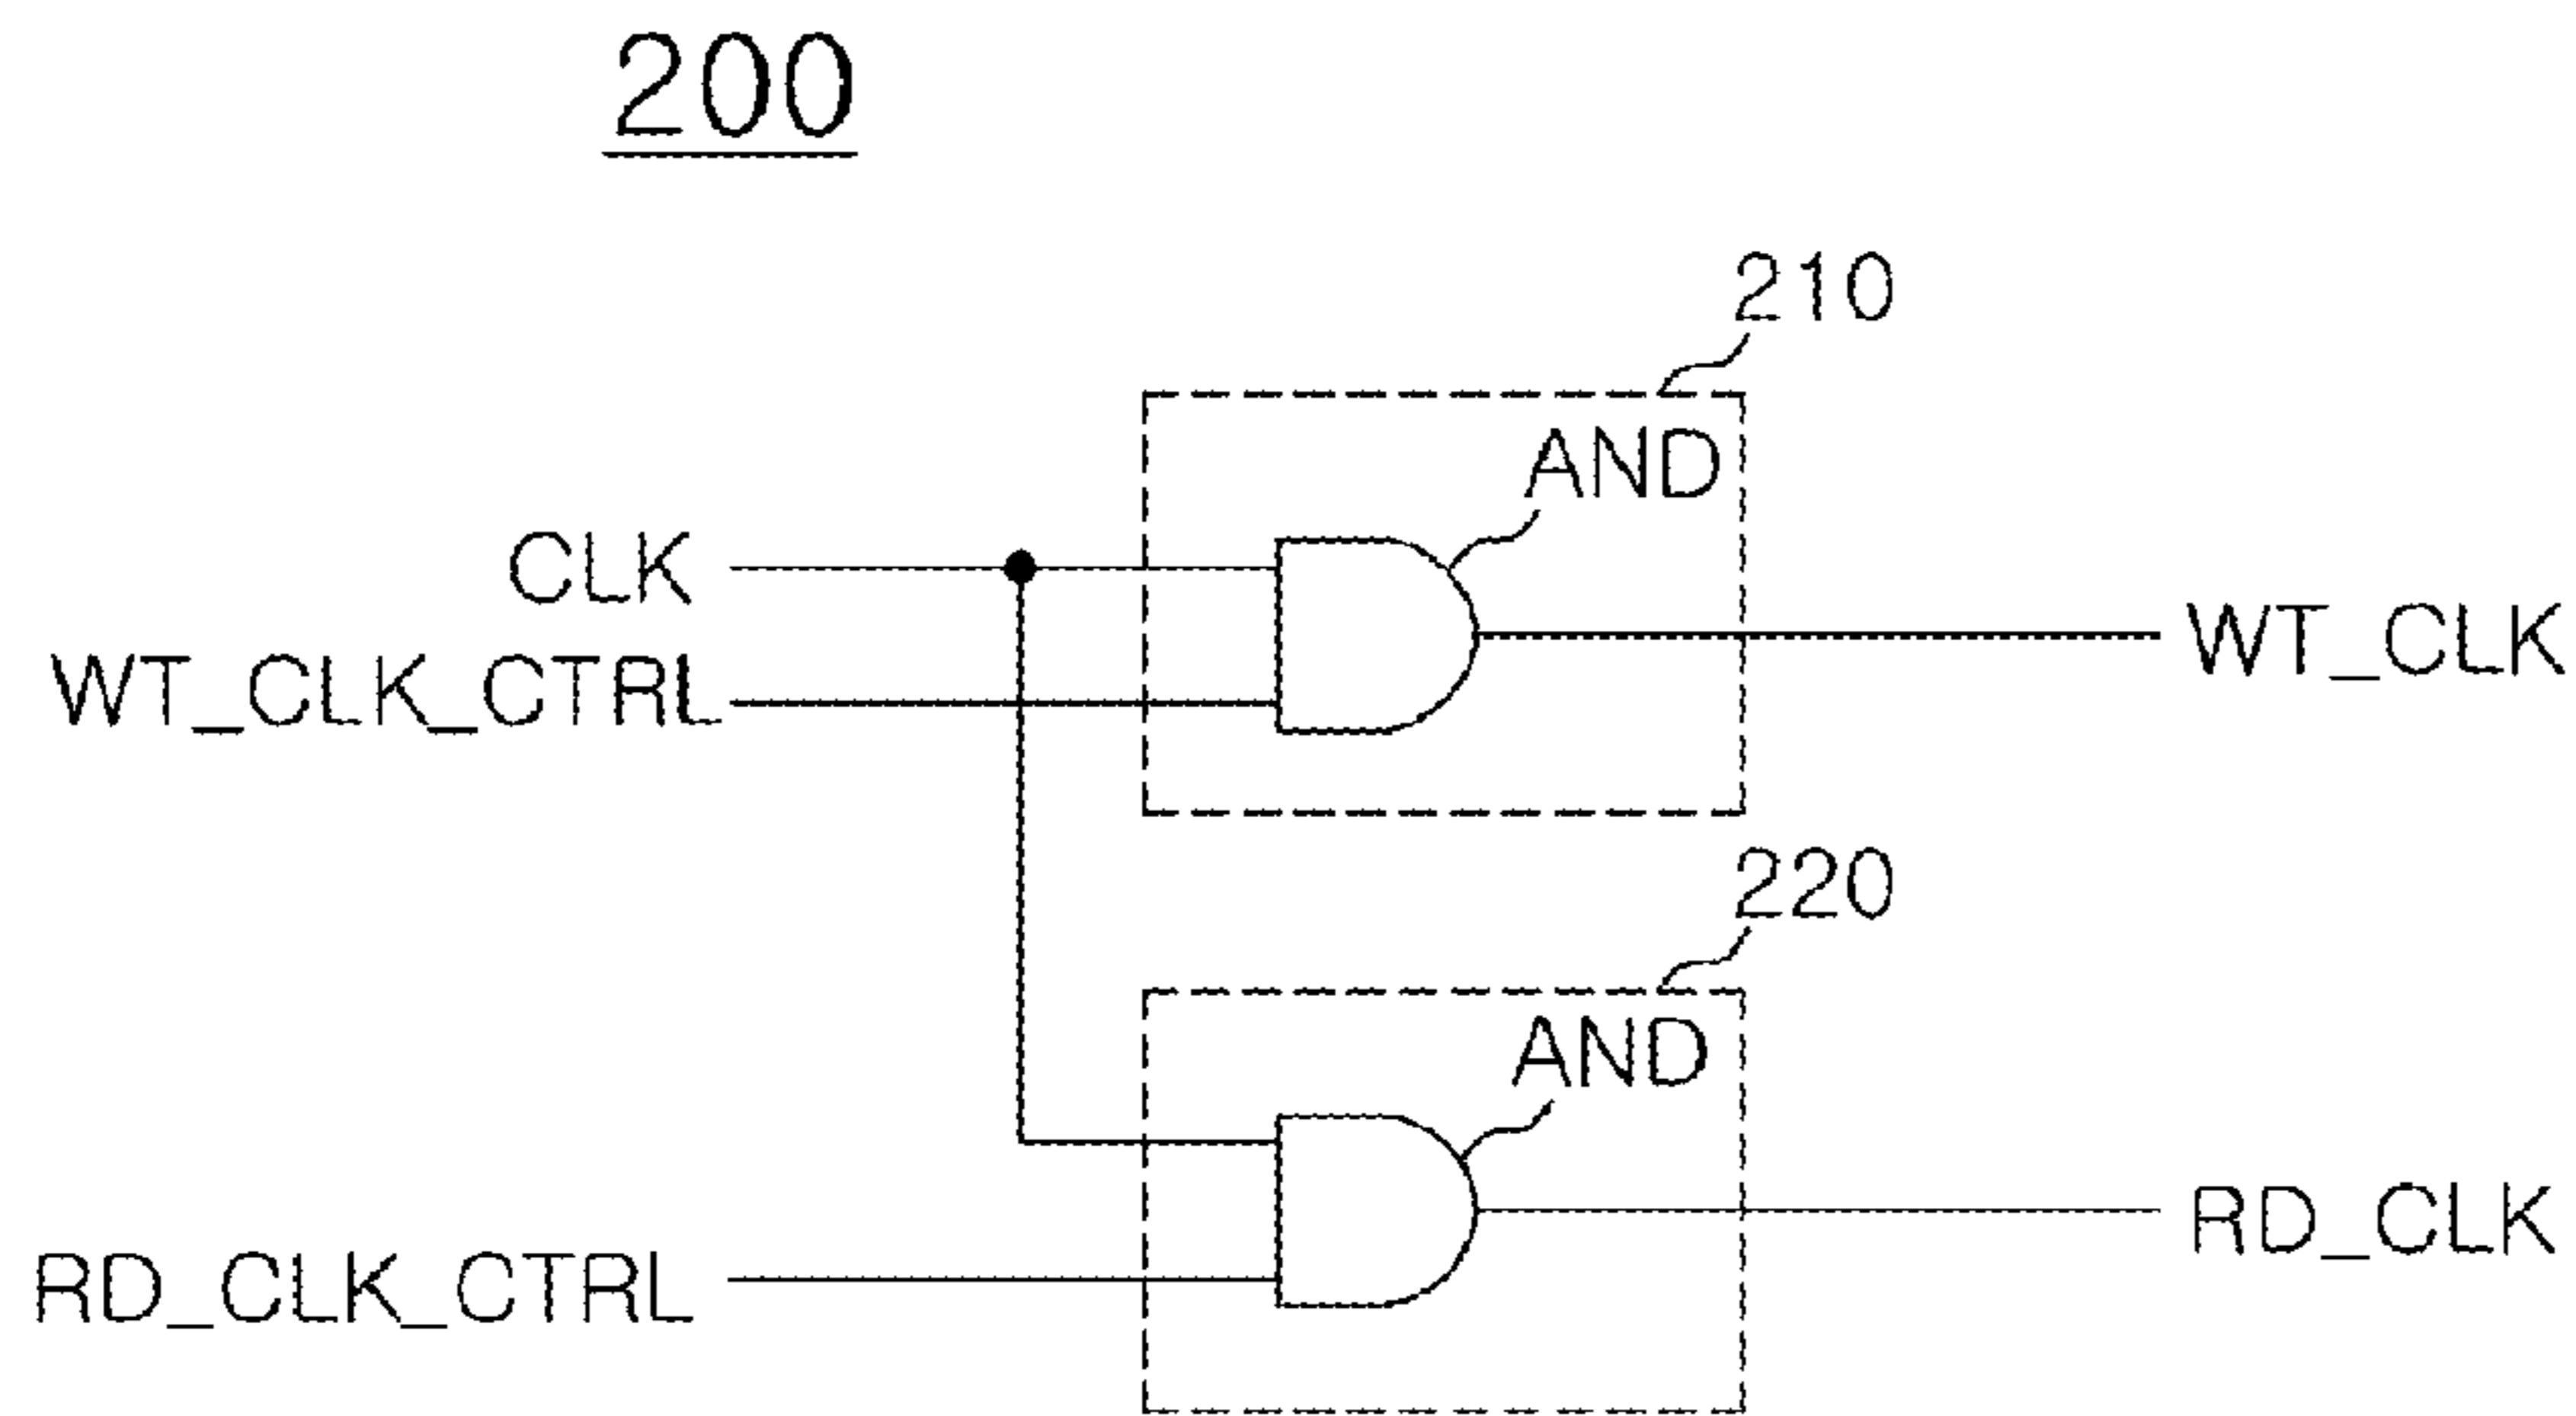 200
210
AND
CLK
WT_CLK_CTRL
WT_CLK
220
AND
RD_CLK_CTRL
RD_CLK